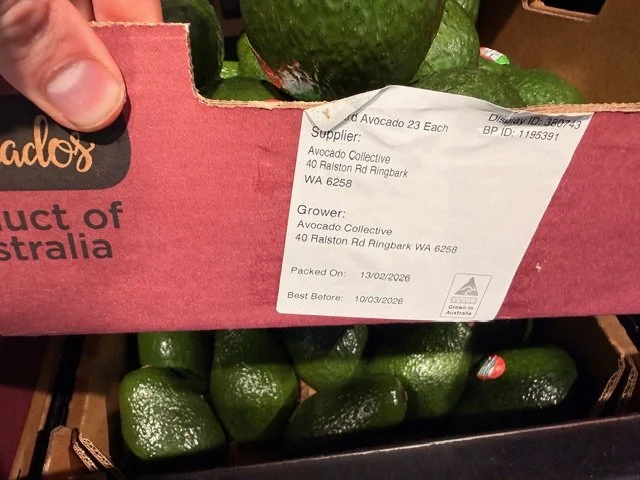 ados
uct of
stralia
rd Avocado 23 Each
Display ID: 380743
BP ID: 1195391
Supplier:
Avocado Collective
40 Ralston Rd Ringbark
WA 6258
Grower:
Avocado Collective
40 Ralston Rd Ringbark WA 6258
Packed On: 13/02/2026
Best Before: 10/03/2026
Grown in
Australia